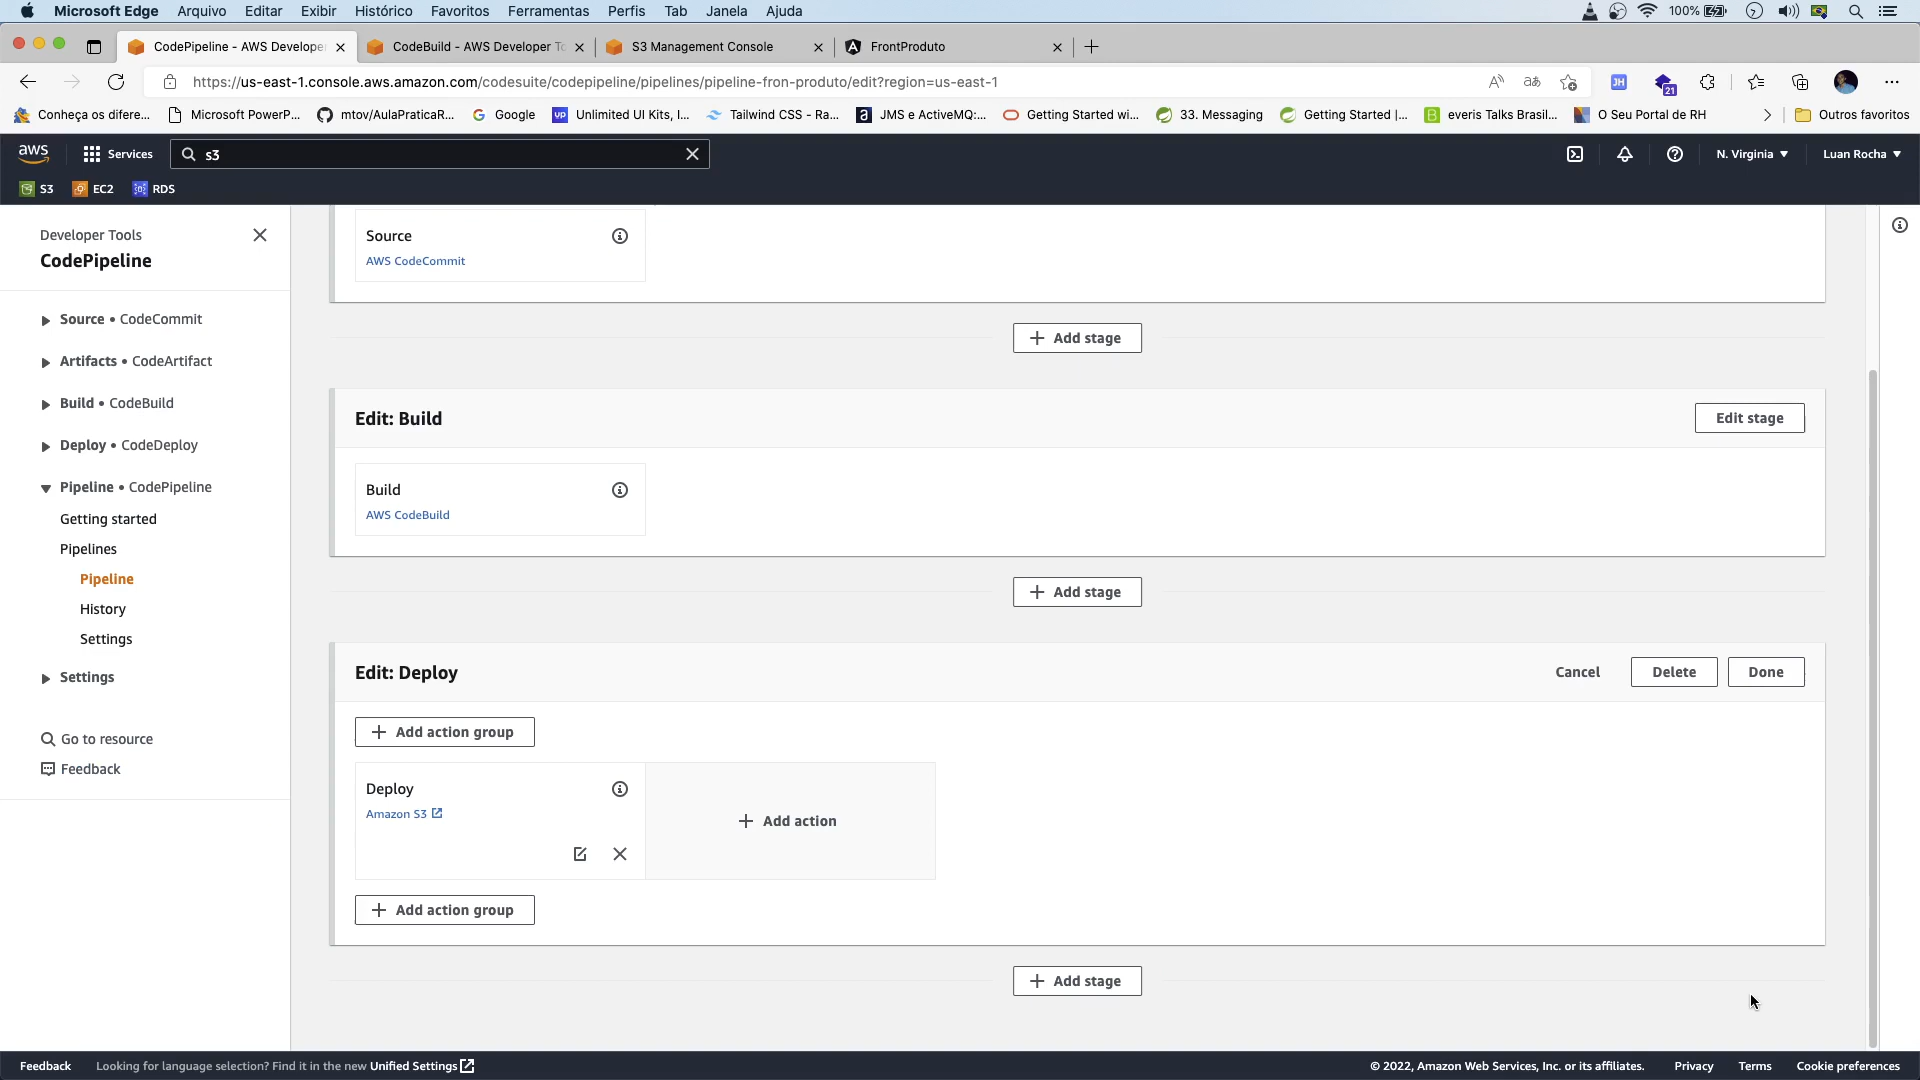 Microsoft Edge Arquivo Editar Exibir Histórico Favoritos Ferramentas Perfis Tab Janela Ajuda 100%
CodePipeline - AWS Develope CodeBuild - AWS Developer To S3 Management Console FrontProduto
https://us-east-1.console.aws.amazon.com/codesuite/codepipeline/pipelines/pipeline-fron-produto/edit?region=us-east-1 JH 21
Conheça os difere... Microsoft PowerP... mtov/AulaPraticaR... Google Unlimited UI Kits, l... Tailwind CSS - Ra... JMS e ActiveMQ:... Getting Started wi... 33. Messaging Getting Started |... everis Talks Brasil... O Seu Portal de RH Outros favoritos
aws Services s3 N. Virginia Luan Rocha
S3 EC2 RDS
Developer Tools
CodePipeline
Source • CodeCommit
Artifacts • CodeArtifact
Build • CodeBuild
Deploy • CodeDeploy
Pipeline • CodePipeline
Getting started
Pipelines
Pipeline
History
Settings
Settings
Go to resource
Feedback
Source
AWS CodeCommit
Add stage
Edit: Build Edit stage
Build
AWS CodeBuild
Add stage
Edit: Deploy Cancel Delete Done
Add action group
Deploy
Amazon S3
Add action
Add action group
Add stage
Feedback Looking for language selection? Find it in the new Unified Settings © 2022, Amazon Web Services, Inc. or its affiliates. Privacy Terms Cookie preferences